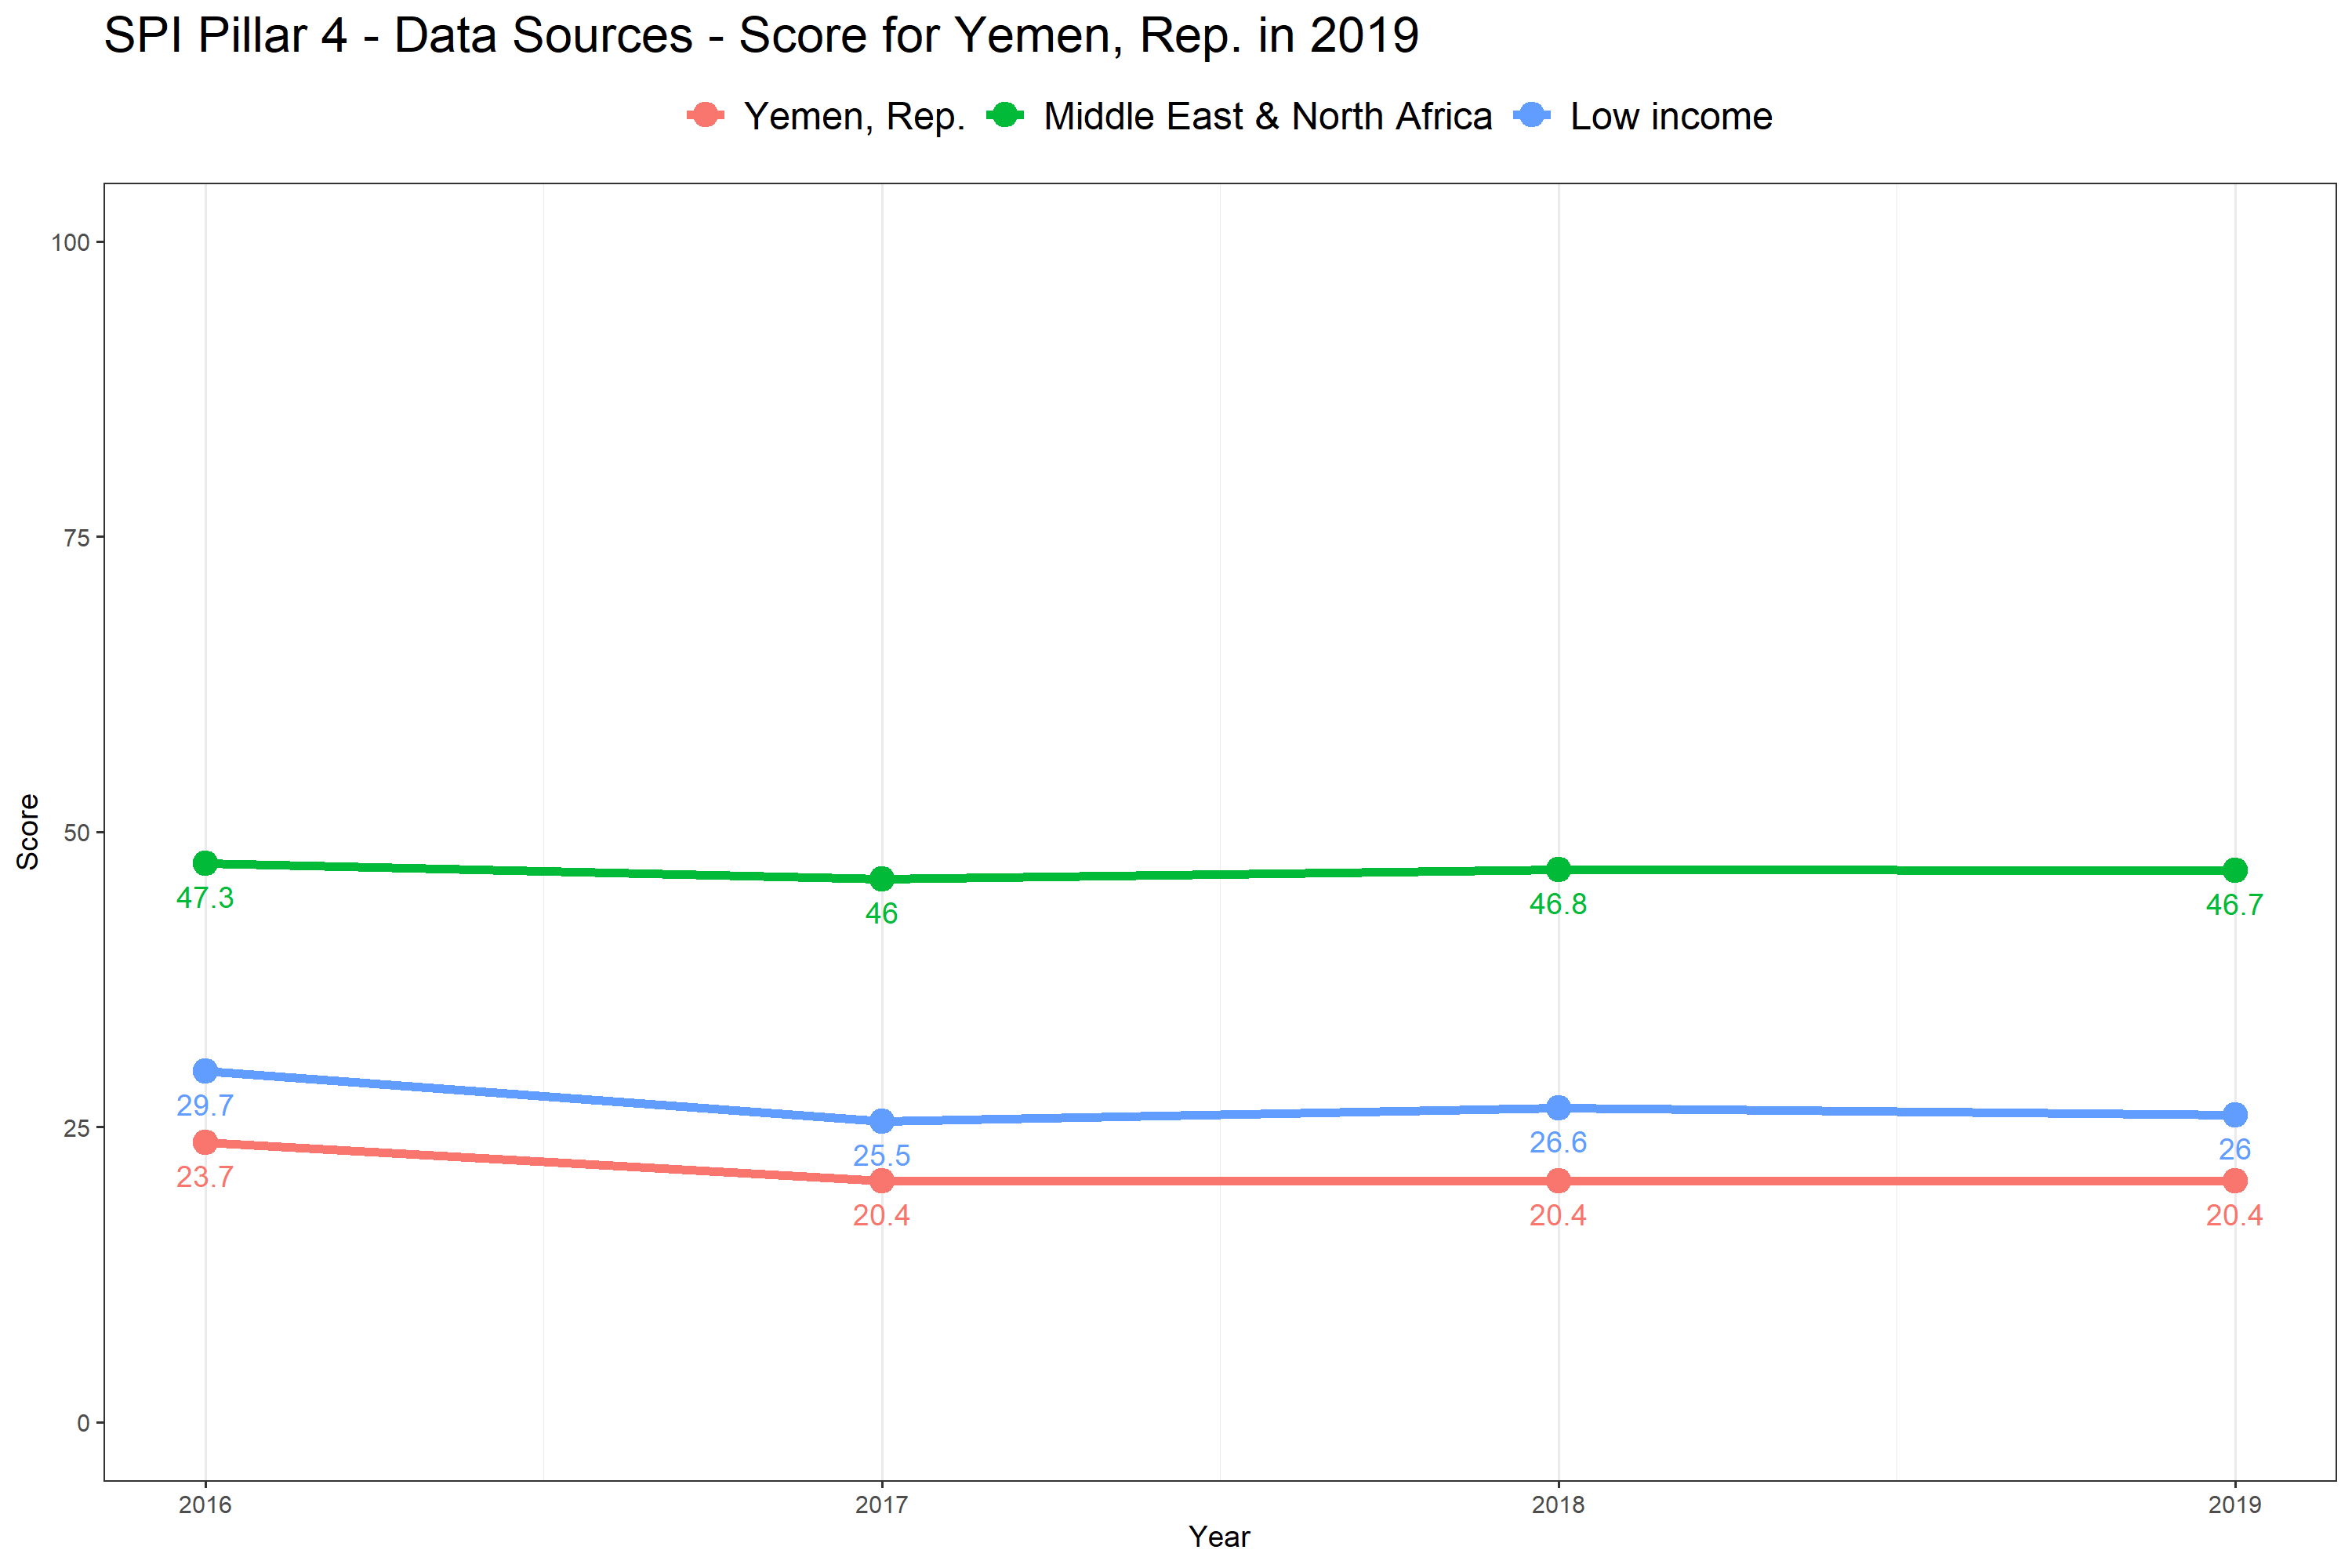 SPI Pillar 4 - Data Sources - Score for Yemen, Rep. in 2019
Yemen, Rep. Middle East & North Africa Low income
100
75
50
25
0
Score
47.3 46 46.8 46.7
29.7 25.5 26.6 26
23.7 20.4 20.4 20.4
2016 2017 2018 2019
Year